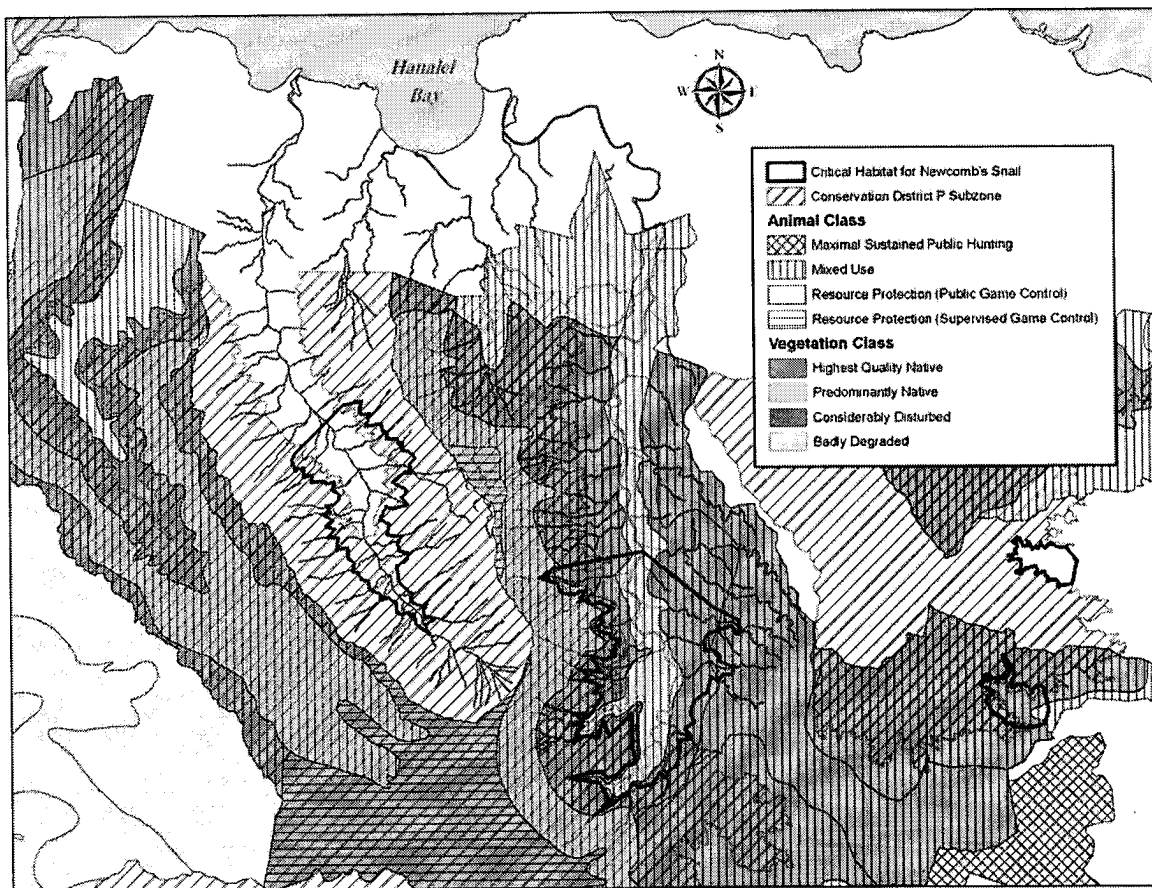 Hanalei
Bay
N
W E
S
Critical Habitat for Newcomb's Snail
Conservation District P Subzone
Animal Class
Maximal Sustained Public Hunting
Mixed Use
Resource Protection (Public Game Control)
Resource Protection (Supervised Game Control)
Vegetation Class
Highest Quality Native
Predominantly Native
Considerably Disturbed
Badly Degraded